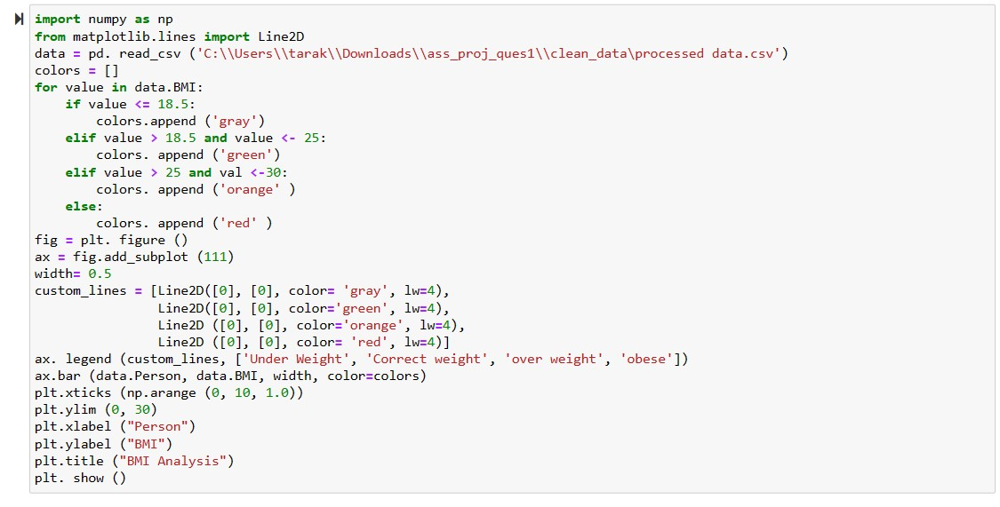 import numpy as np
from matplotlib.lines import Line2D
data = pd. read_csv ('C:\\Users\\tarak\\Downloads\\ass_proj_ques1\\clean_data\processed data.csv')
colors = []
for value in data.BMI:
    if value <= 18.5:
        colors.append ('gray')
    elif value > 18.5 and value <- 25:
        colors. append ('green')
    elif value > 25 and val <-30:
        colors. append ('orange' )
    else:
        colors. append ('red' )
fig = plt. figure ()
ax = fig.add_subplot (111)
width= 0.5
custom_lines = [Line2D([0], [0], color= 'gray', lw=4),
                Line2D([0], [0], color='green', lw=4),
                Line2D ([0], [0], color='orange', lw=4),
                Line2D ([0], [0], color= 'red', lw=4)]
ax. legend (custom_lines, ['Under Weight', 'Correct weight', 'over weight', 'obese'])
ax.bar (data.Person, data.BMI, width, color=colors)
plt.xticks (np.arange (0, 10, 1.0))
plt.ylim (0, 30)
plt.xlabel ("Person")
plt.ylabel ("BMI")
plt.title ("BMI Analysis")
plt. show ()